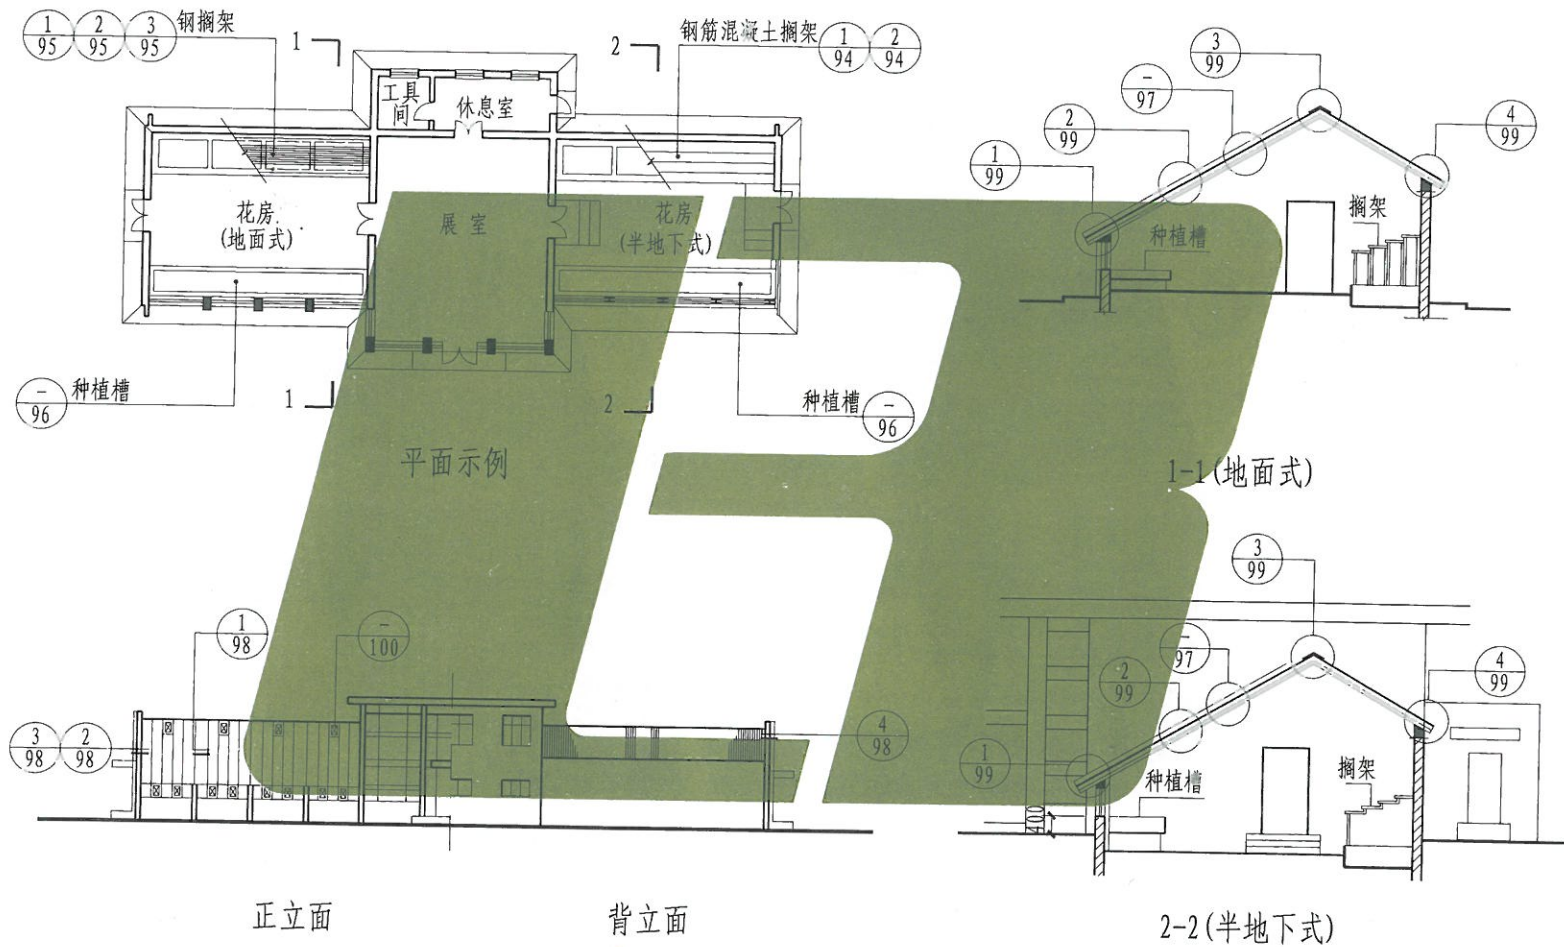 1/95 2/95 3/95 钢搁架
1
2
钢筋混凝土搁架 1/94 2/94
工具间
休息室
花房
(地面式)
展室
花房
(半地下式)
-/96 种植槽
1
2
种植槽 -/96
平面示例
3/99
-/97
2/99
1/99
4/99
搁架
种植槽
1-1(地面式)
1/98
-/100
3/98 2/98
4/98
正立面
背立面
3/99
-/97
2/99
4/99
1/99
种植槽
搁架
400
2-2(半地下式)